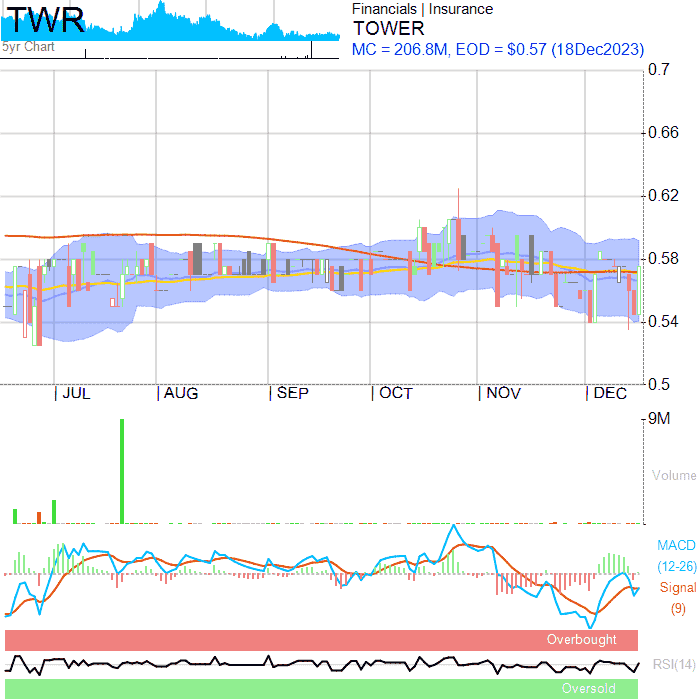 TWR
5yr Chart
Financials | Insurance
TOWER
MC = 206.8M, EOD = $0.57 (18Dec2023)
0.7
0.66
0.62
0.58
0.54
0.5
JUL AUG SEP OCT NOV DEC
9M
Volume
MACD
(12-26)
Signal
(9)
Overbought
RSI(14)
Oversold